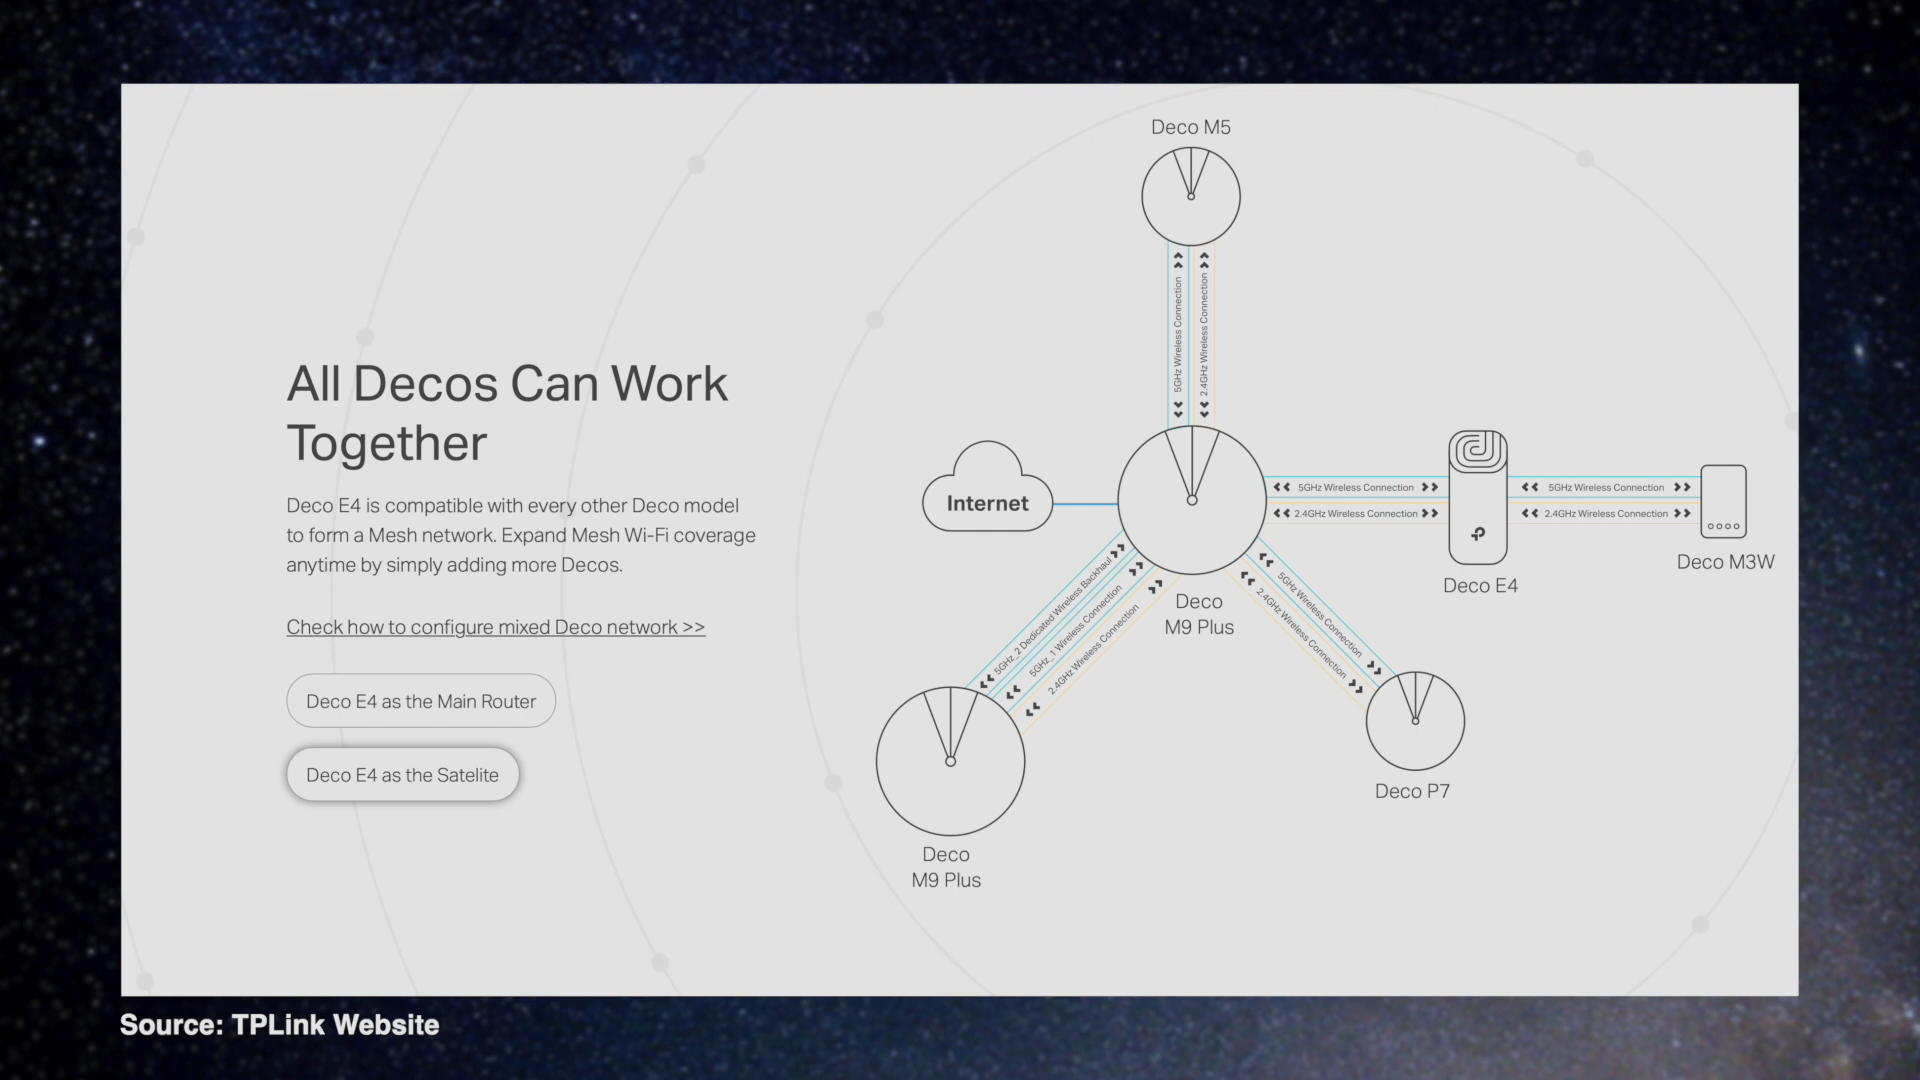 Deco M5
5GHz Wireless Connection
2.4GHz Wireless Connection
All Decos Can Work
Together
Deco E4 is compatible with every other Deco model
to form a Mesh network. Expand Mesh Wi-Fi coverage
anytime by simply adding more Decos.
Check how to configure mixed Deco network >>
Deco E4 as the Main Router
Deco E4 as the Satelite
Internet
5GHz Wireless Connection
2.4GHz Wireless Connection
5GHz Wireless Connection
2.4GHz Wireless Connection
Deco M3W
Deco E4
Deco
M9 Plus
5GHz_2 Dedicated Wireless Backhaul
5GHz_1 Wireless Connection
2.4GHz Wireless Connection
5GHz Wireless Connection
2.4GHz Wireless Connection
Deco P7
Deco
M9 Plus
Source: TPLink Website